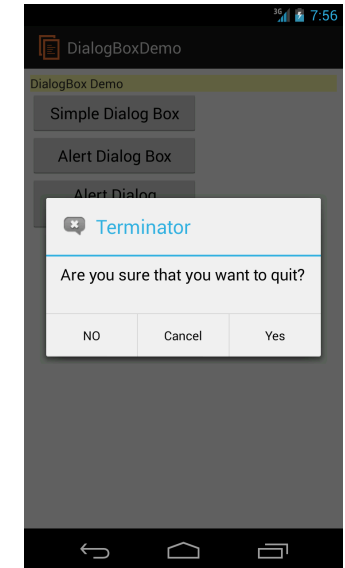 3G 7:56
DialogBoxDemo
DialogBox Demo
Simple Dialog Box
Alert Dialog Box
Alert Dialog
Terminator
Are you sure that you want to quit?
NO Cancel Yes